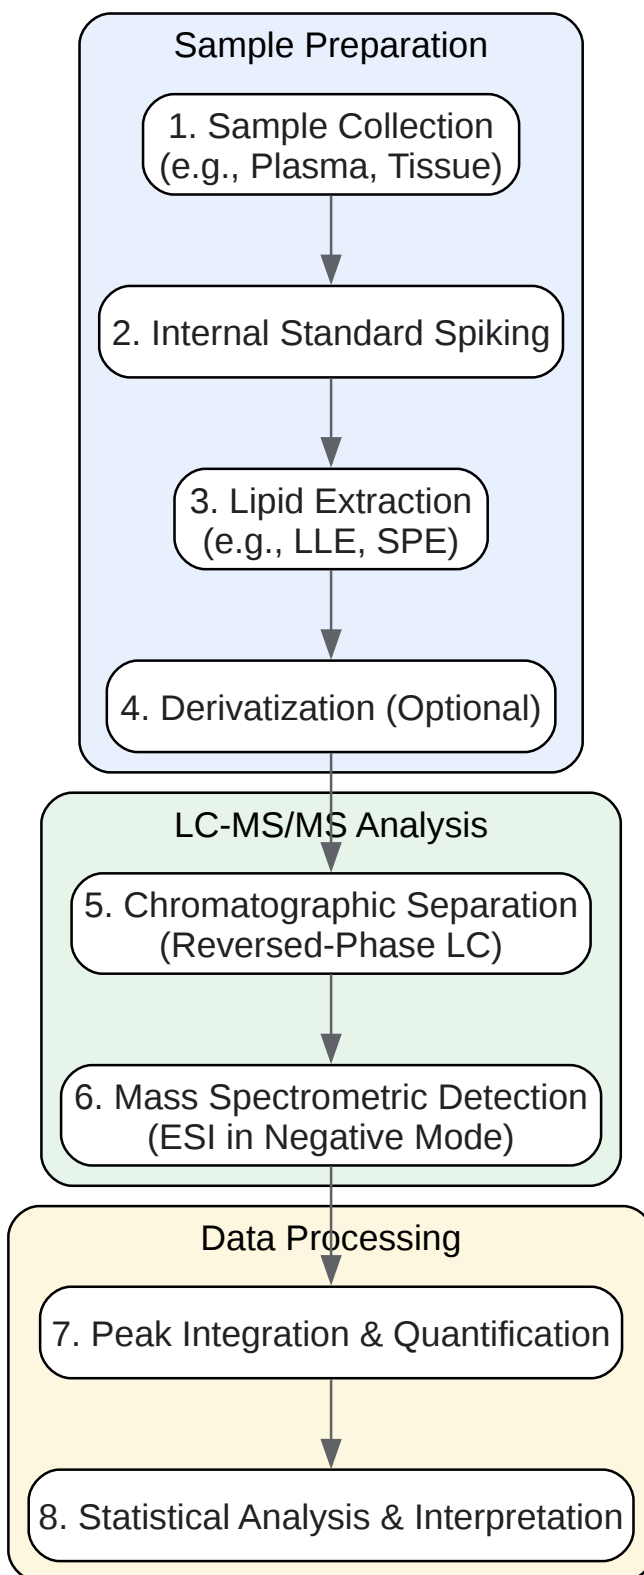 Sample Preparation
1. Sample Collection
(e.g., Plasma, Tissue)
2. Internal Standard Spiking
3. Lipid Extraction
(e.g., LLE, SPE)
4. Derivatization (Optional)
LC-MS/MS Analysis
5. Chromatographic Separation
(Reversed-Phase LC)
6. Mass Spectrometric Detection
(ESI in Negative Mode)
Data Processing
7. Peak Integration & Quantification
8. Statistical Analysis & Interpretation